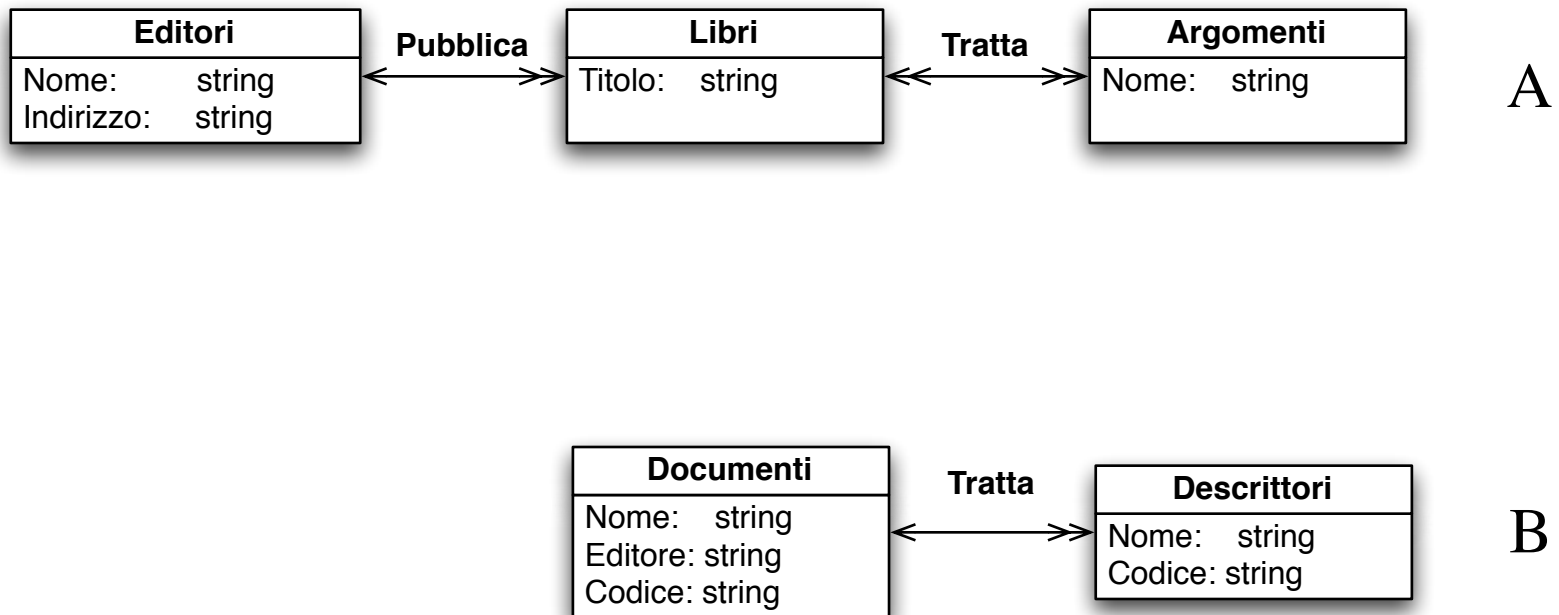 Editori
Nome: string
Indirizzo: string
Pubblica
Libri
Titolo: string
Tratta
Argomenti
Nome: string
A
Documenti
Nome: string
Editore: string
Codice: string
Tratta
Descrittori
Nome: string
Codice: string
B